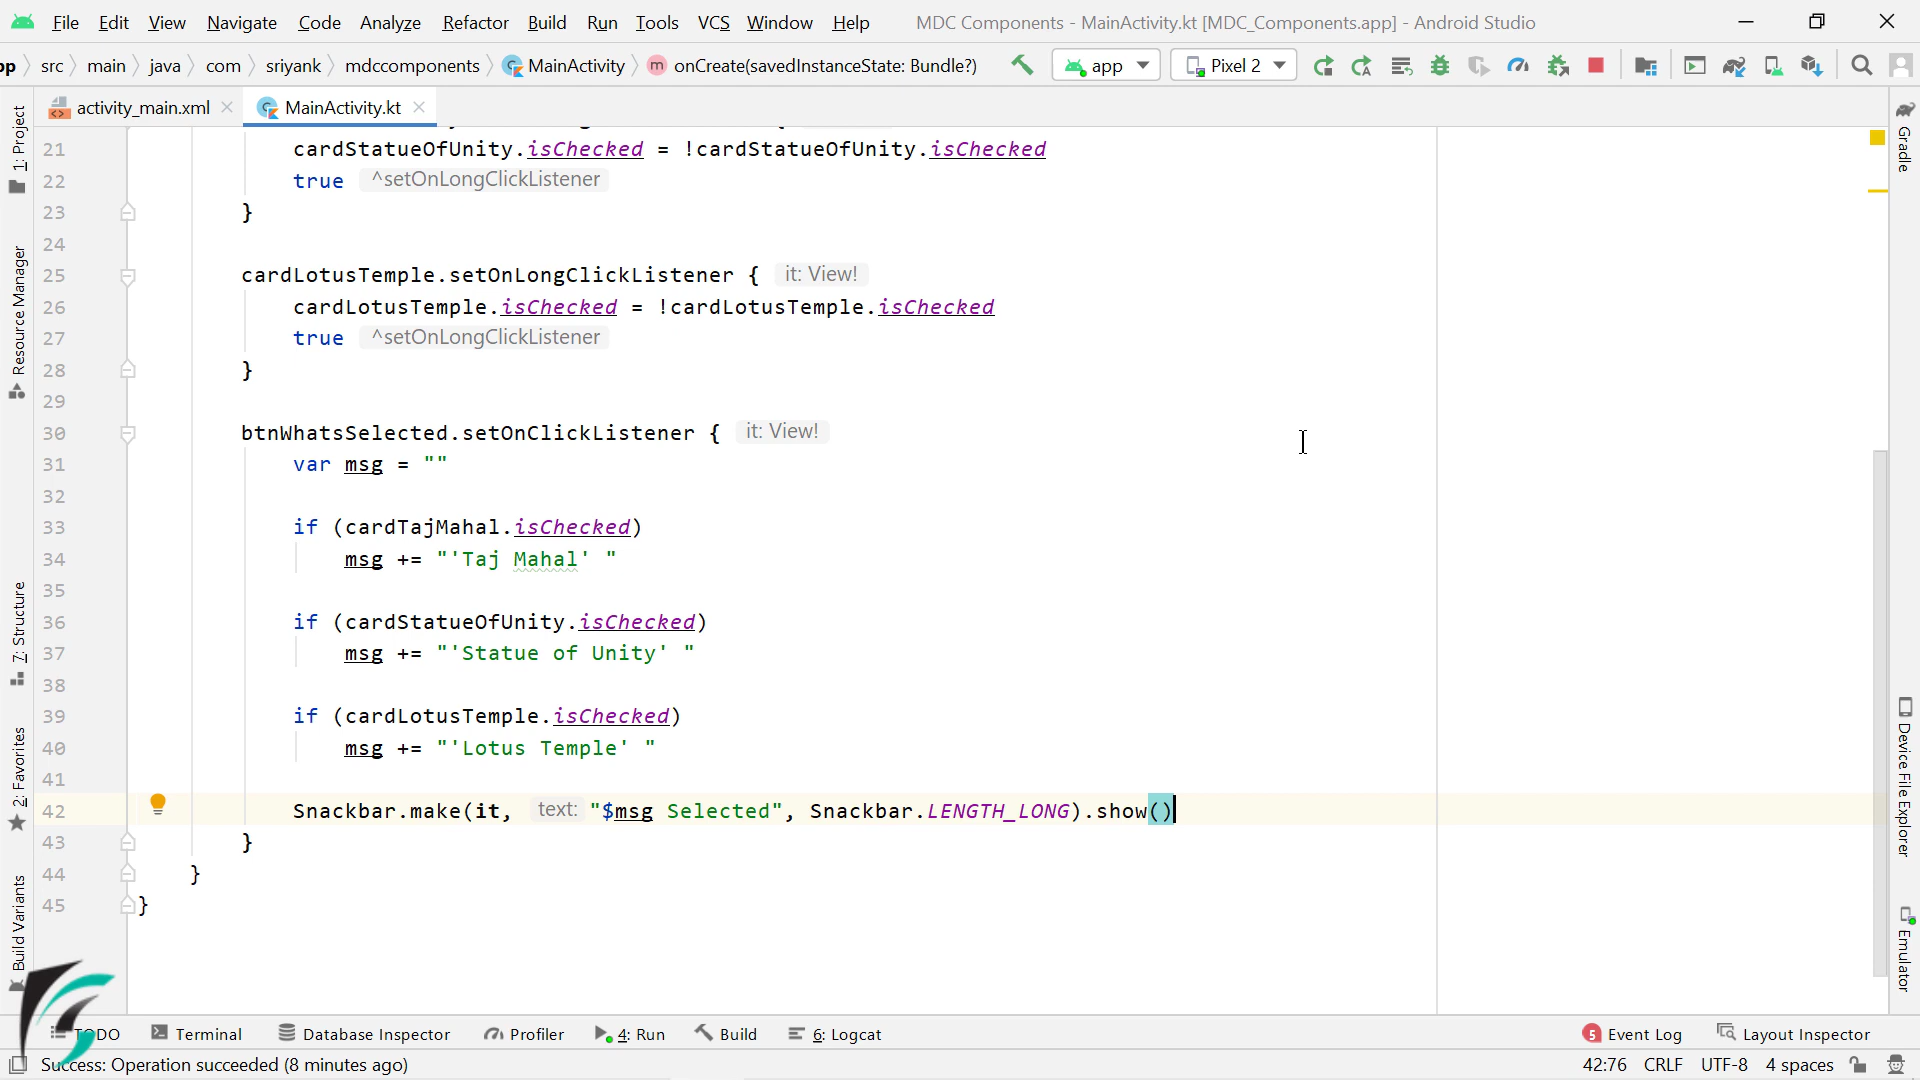 File Edit View Navigate Code Analyze Refactor Build Run Tools VCS Window Help MDC Components - MainActivity.kt [MDC_Components.app] - Android Studio
pp src main java com sriyank mdccomponents MainActivity onCreate(savedInstanceState: Bundle?) app Pixel 2
activity_main.xml MainActivity.kt
1: Project
Resource Manager
7: Structure
2: Favorites
Build Variants
21 cardStatueOfUnity.isChecked = !cardStatueOfUnity.isChecked
22 true ^setOnLongClickListener
23 }
24
25 cardLotusTemple.setOnLongClickListener { it: View!
26 cardLotusTemple.isChecked = !cardLotusTemple.isChecked
27 true ^setOnLongClickListener
28 }
29
30 btnWhatsSelected.setOnClickListener { it: View!
31 var msg = ""
32
33 if (cardTajMahal.isChecked)
34 msg += "'Taj Mahal' "
35
36 if (cardStatueOfUnity.isChecked)
37 msg += "'Statue of Unity' "
38
39 if (cardLotusTemple.isChecked)
40 msg += "'Lotus Temple' "
41
42 Snackbar.make(it, text: "$msg Selected", Snackbar.LENGTH_LONG).show()
43 }
44 }
45 }
Gradle
Device File Explorer
Emulator
TODO Terminal Database Inspector Profiler 4: Run Build 6: Logcat 5 Event Log Layout Inspector
Success: Operation succeeded (8 minutes ago) 42:76 CRLF UTF-8 4 spaces